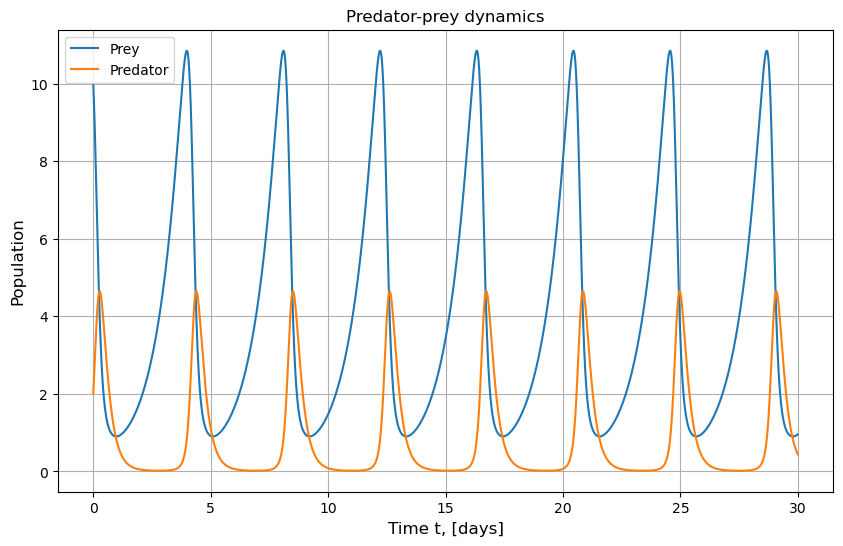 Predator-prey dynamics
Prey
Predator
Population
10
8
6
4
2
0
0 5 10 15 20 25 30
Time t, [days]